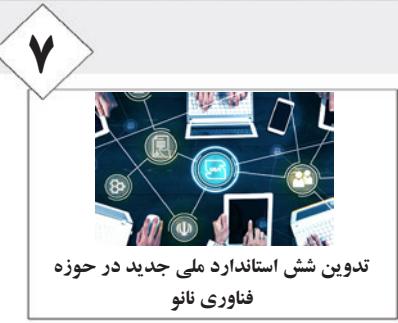 ۷
تدوین شش استاندارد ملی جدید در حوزه
فناوری نانو